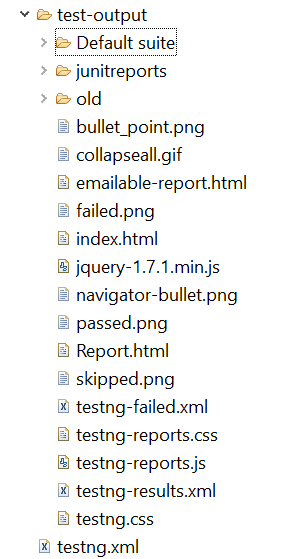 test-output
Default suite
junitreports
old
bullet_point.png
collapseall.gif
emailable-report.html
failed.png
index.html
jquery-1.7.1.min.js
navigator-bullet.png
passed.png
Report.html
skipped.png
testng-failed.xml
testng-reports.css
testng-reports.js
testng-results.xml
testng.css
testng.xml